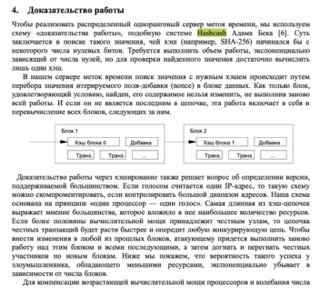 4. Доказательство работы
Чтобы реализовать распределенный одноранговый сервер меток времени, мы используем
схему «доказательства работы», подобную системе Hashcash Адама Бека [6]. Суть
заключается в поиске такого значения, чей хэш (например, SHA-256) начинался бы с
некоторого числа нулевых битов. Требуется выполнить объем работы, экспоненциально
зависящий от числа нулей, но для проверки найденного значения достаточно вычислить
лишь один хэш.
В нашем сервере меток времени поиск значения с нужным хэшем происходит путем
перебора значения итерируемого поля-добавки (nonce) в блоке данных. Как только блок,
удовлетворяющий условию, найден, его содержимое нельзя изменить, не выполнив заново
всей работы. И если он не является последним в цепочке, эта работа включает в себя и
перевычисление всех блоков, следующих за ним.
Блок 1 Блок 2
Хэш блока 0 Добавка Хэш блока 1 Добавка
Транз. Транз. ... Транз. Транз. ...
Доказательство работы через хэширование также решает вопрос об определении версии,
поддерживаемой большинством. Если голосом считается один IP-адрес, то такую схему
можно скомпрометировать, если контролировать большой диапазон адресов. Наша схема
основана на принципе «один процессор — один голос». Самая длинная из хэш-цепочек
выражает мнение большинства, которое вложило в нее наибольшее количество ресурсов.
Если более половины вычислительной мощи принадлежит честным узлам, то цепочка
честных транзакций будет расти быстрее и опередит любую конкурирующую цепь. Чтобы
внести изменения в любой из прошлых блоков, атакующему придется выполнить заново
работу над этим блоком и всеми последующими, а затем догнать и перегнать честных
участников по новым блокам. Ниже мы покажем, что вероятность такого успеха у
злоумышленника, обладающего меньшими ресурсами, экспоненциально убывает в
зависимости от числа блоков.
Для компенсации возрастающей вычислительной мощи процессоров и колебания числа